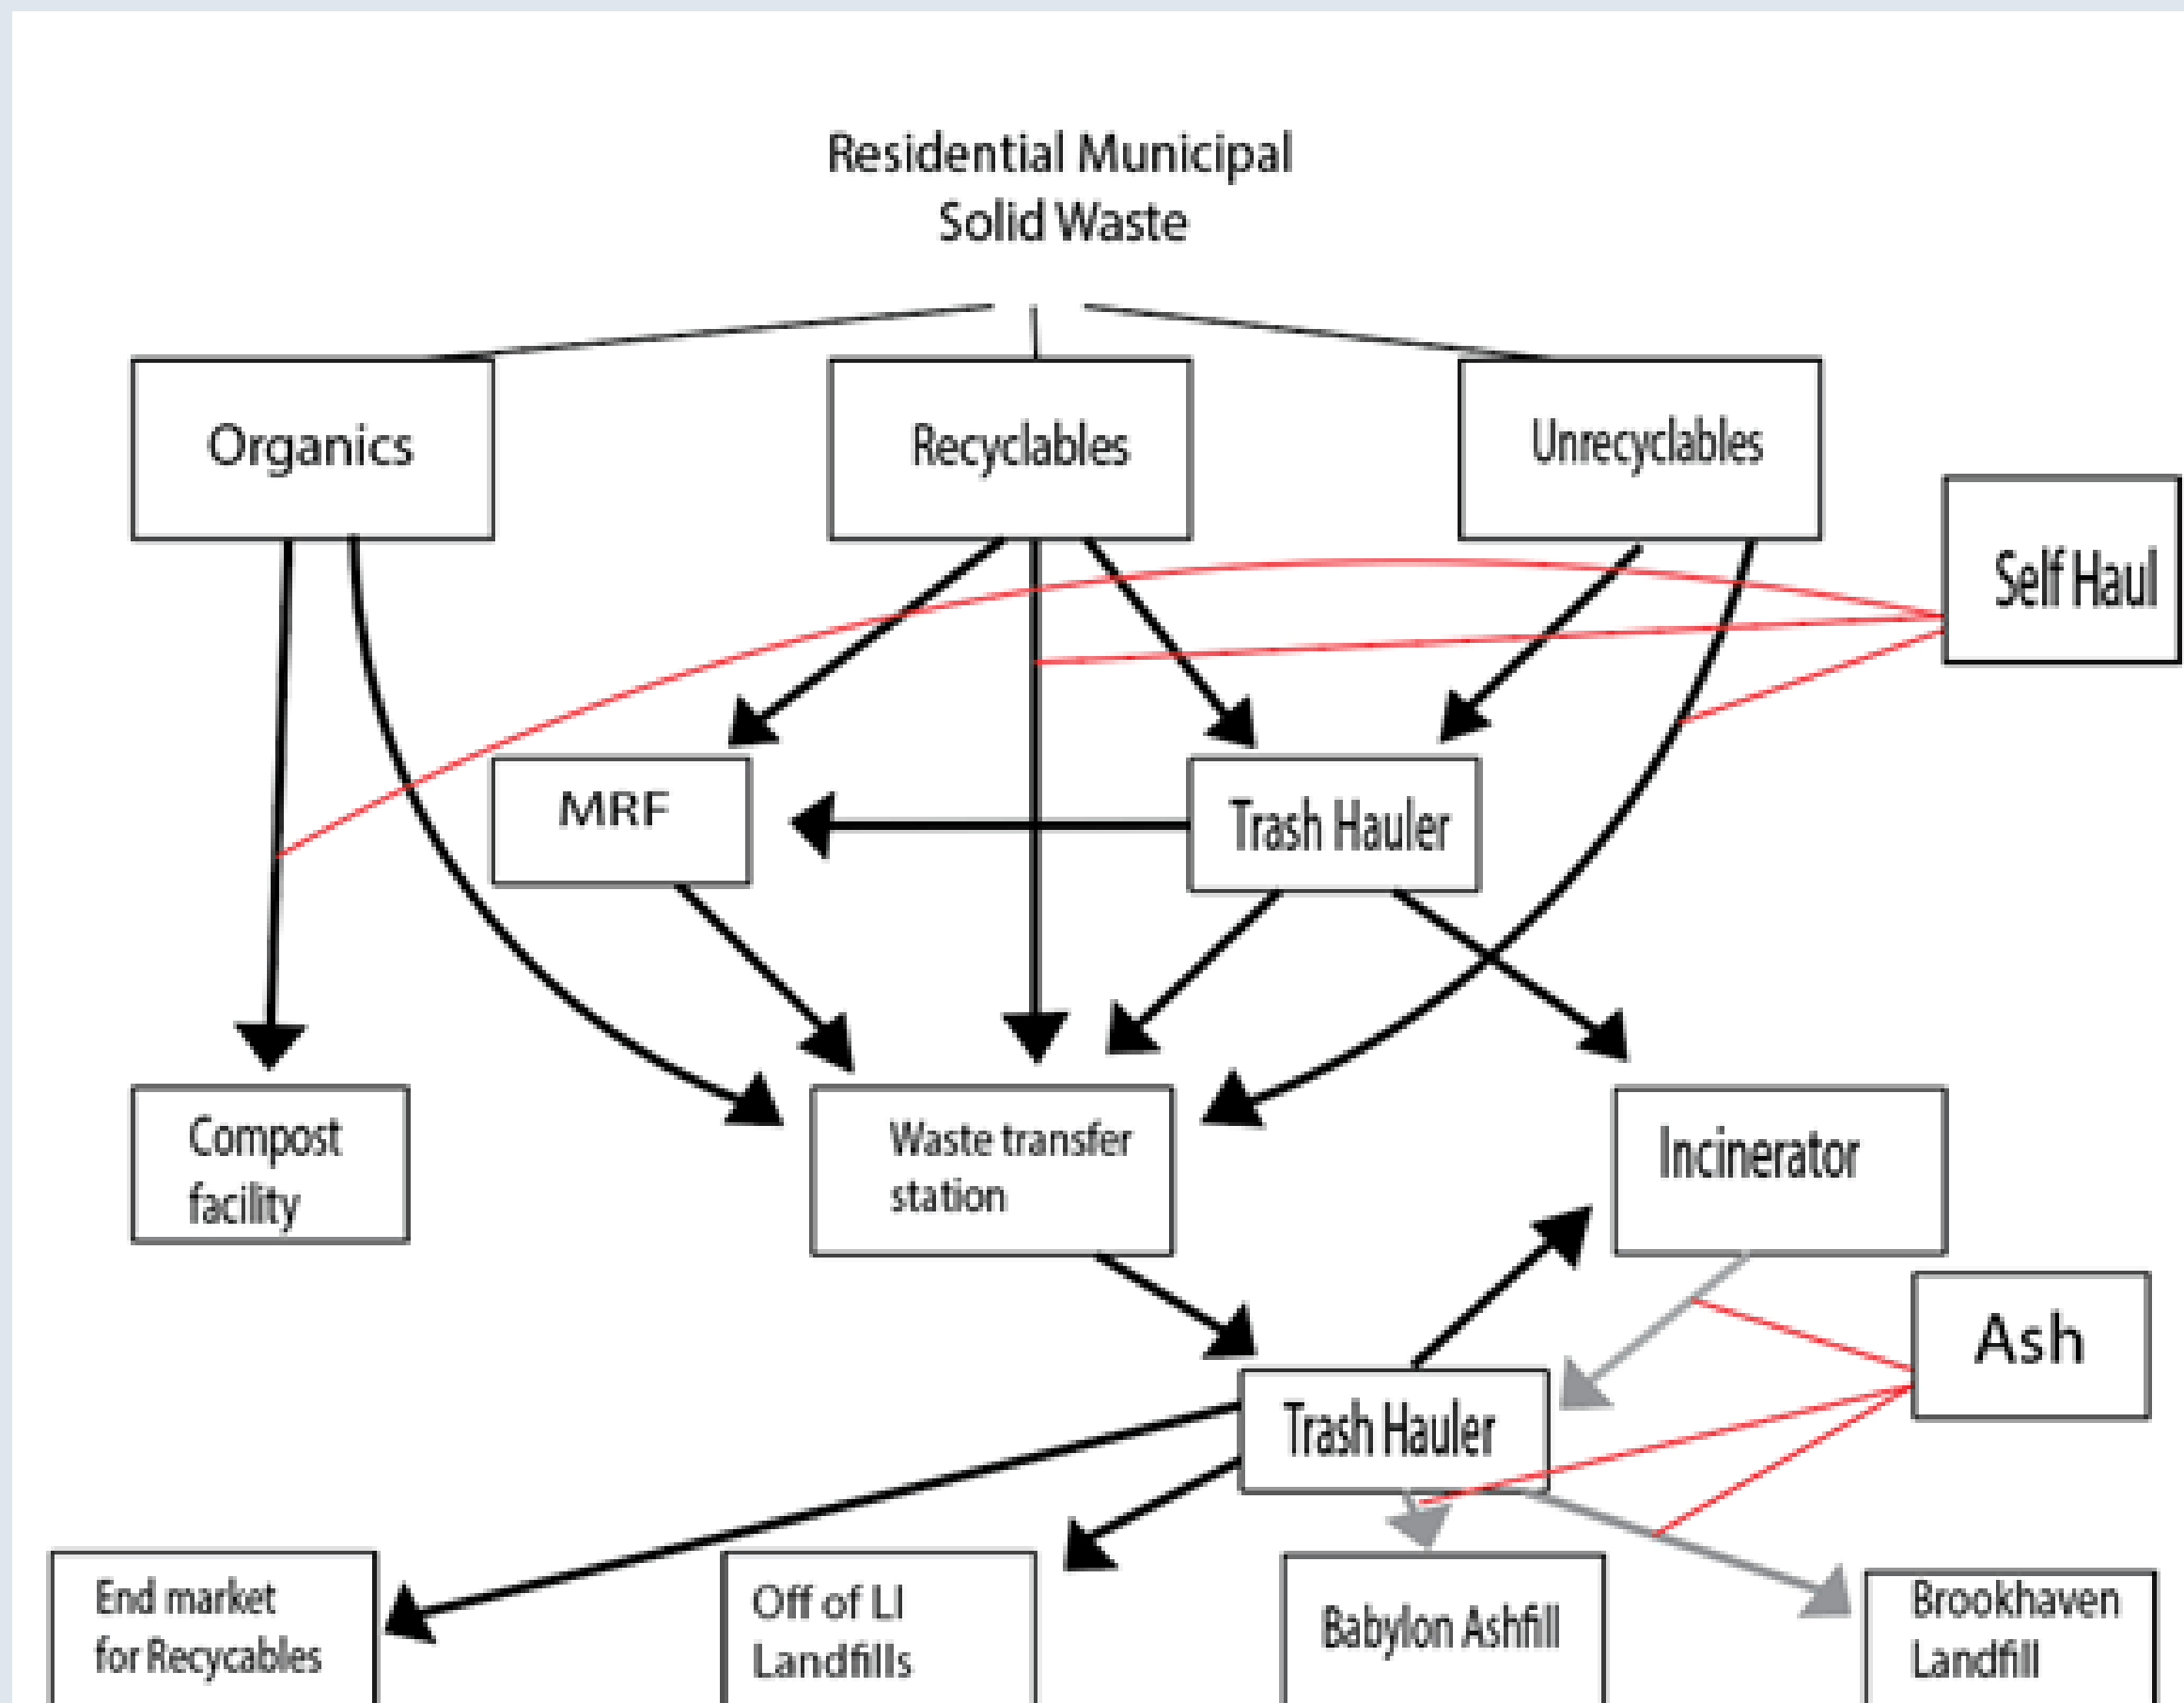 Residential Municipal
Solid Waste
Organics
Recyclables
Unrecyclables
Self Haul
MRF
Trash Hauler
Compost
facility
Waste transfer
station
Incinerator
Ash
Trash Hauler
End market
for Recycables
Off of LI
Landfills
Babylon Ashfill
Brookhaven
Landfill